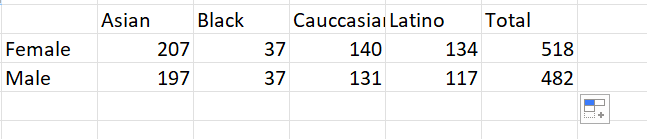 Asian Black Cauccasia Latino Total
Female 207 37 140 134 518
Male 197 37 131 117 482